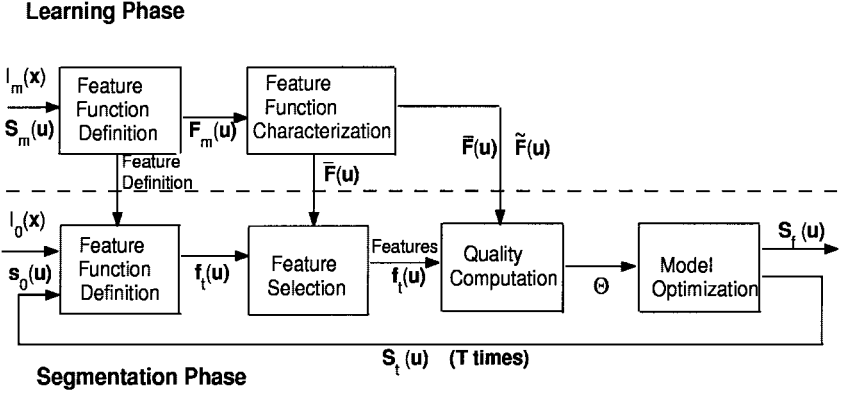 Learning Phase
I_m(x)
S_m(u)
Feature
Function
Definition
F_m(u)
Feature
Function
Characterization
Feature
Definition
F̅(u)
F̅(u) F̃(u)
I_0(x)
s_0(u)
Feature
Function
Definition
f_t(u)
Feature
Selection
Features
f_t(u)
Quality
Computation
Θ
Model
Optimization
S_f(u)
S_t(u) (T times)
Segmentation Phase